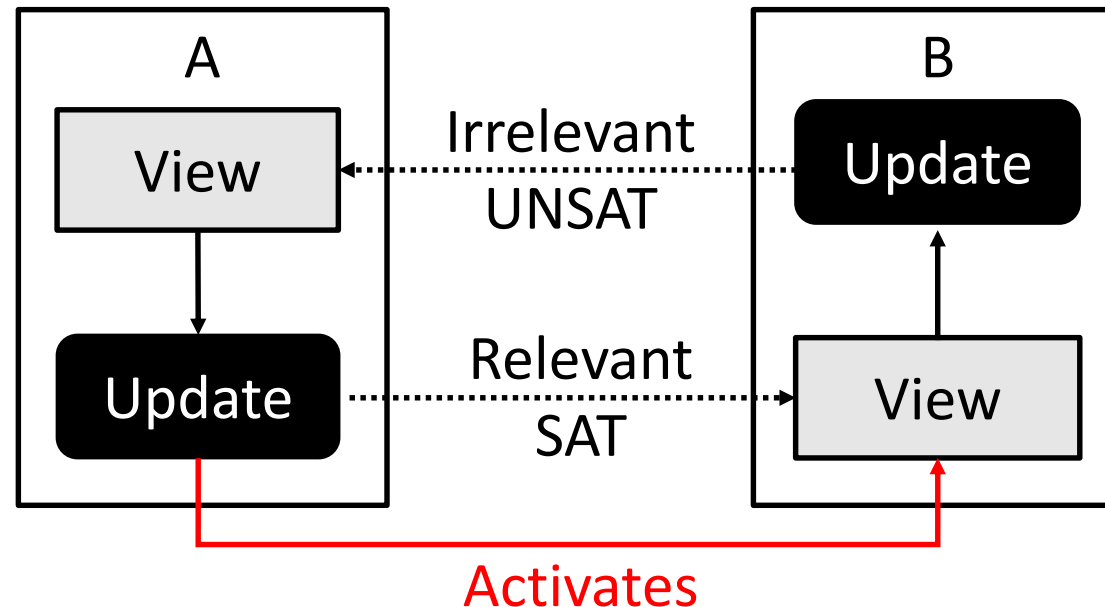 A
View
Update
Irrelevant
UNSAT
Relevant
SAT
B
Update
View
Activates